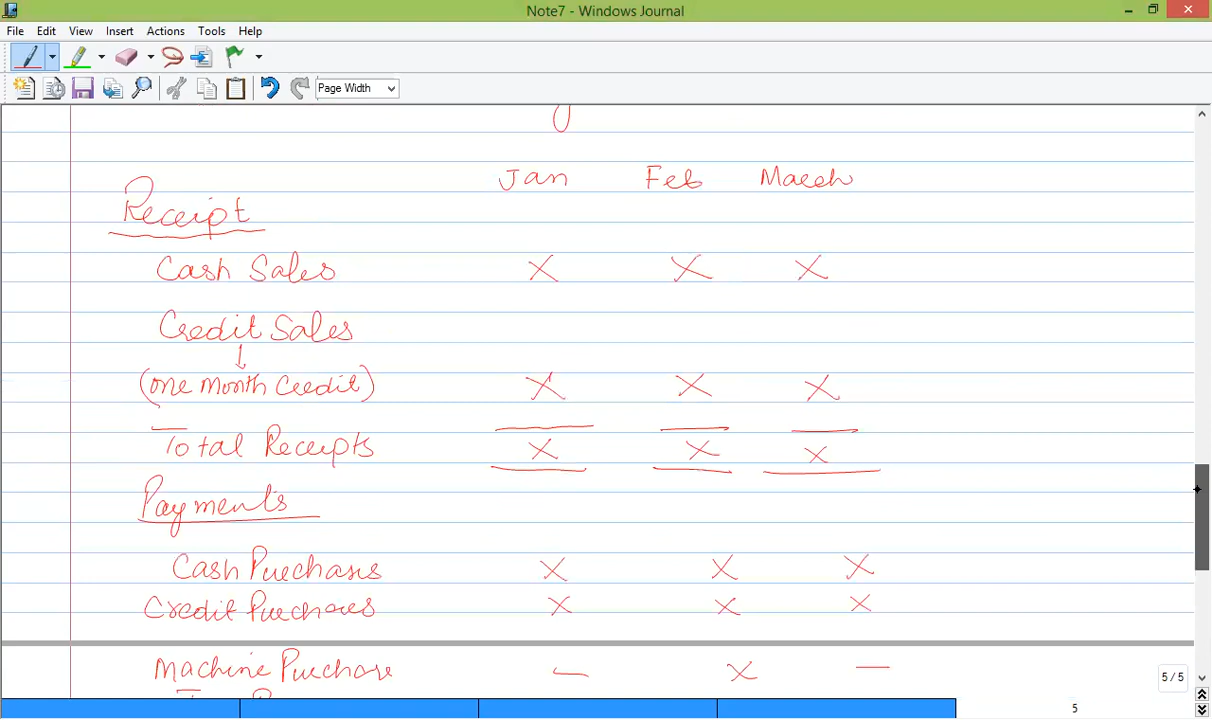 Note7 - Windows Journal
File Edit View Insert Actions Tools Help
Page Width
Jan Feb March
Receipt
Cash Sales X X X
Credit Sales
(one Month Credit) X X X
Total Receipts X X X
Payments
Cash Purchases X X X
Credit Purchases X X X
Machine Purchase — X —
5 / 5
5